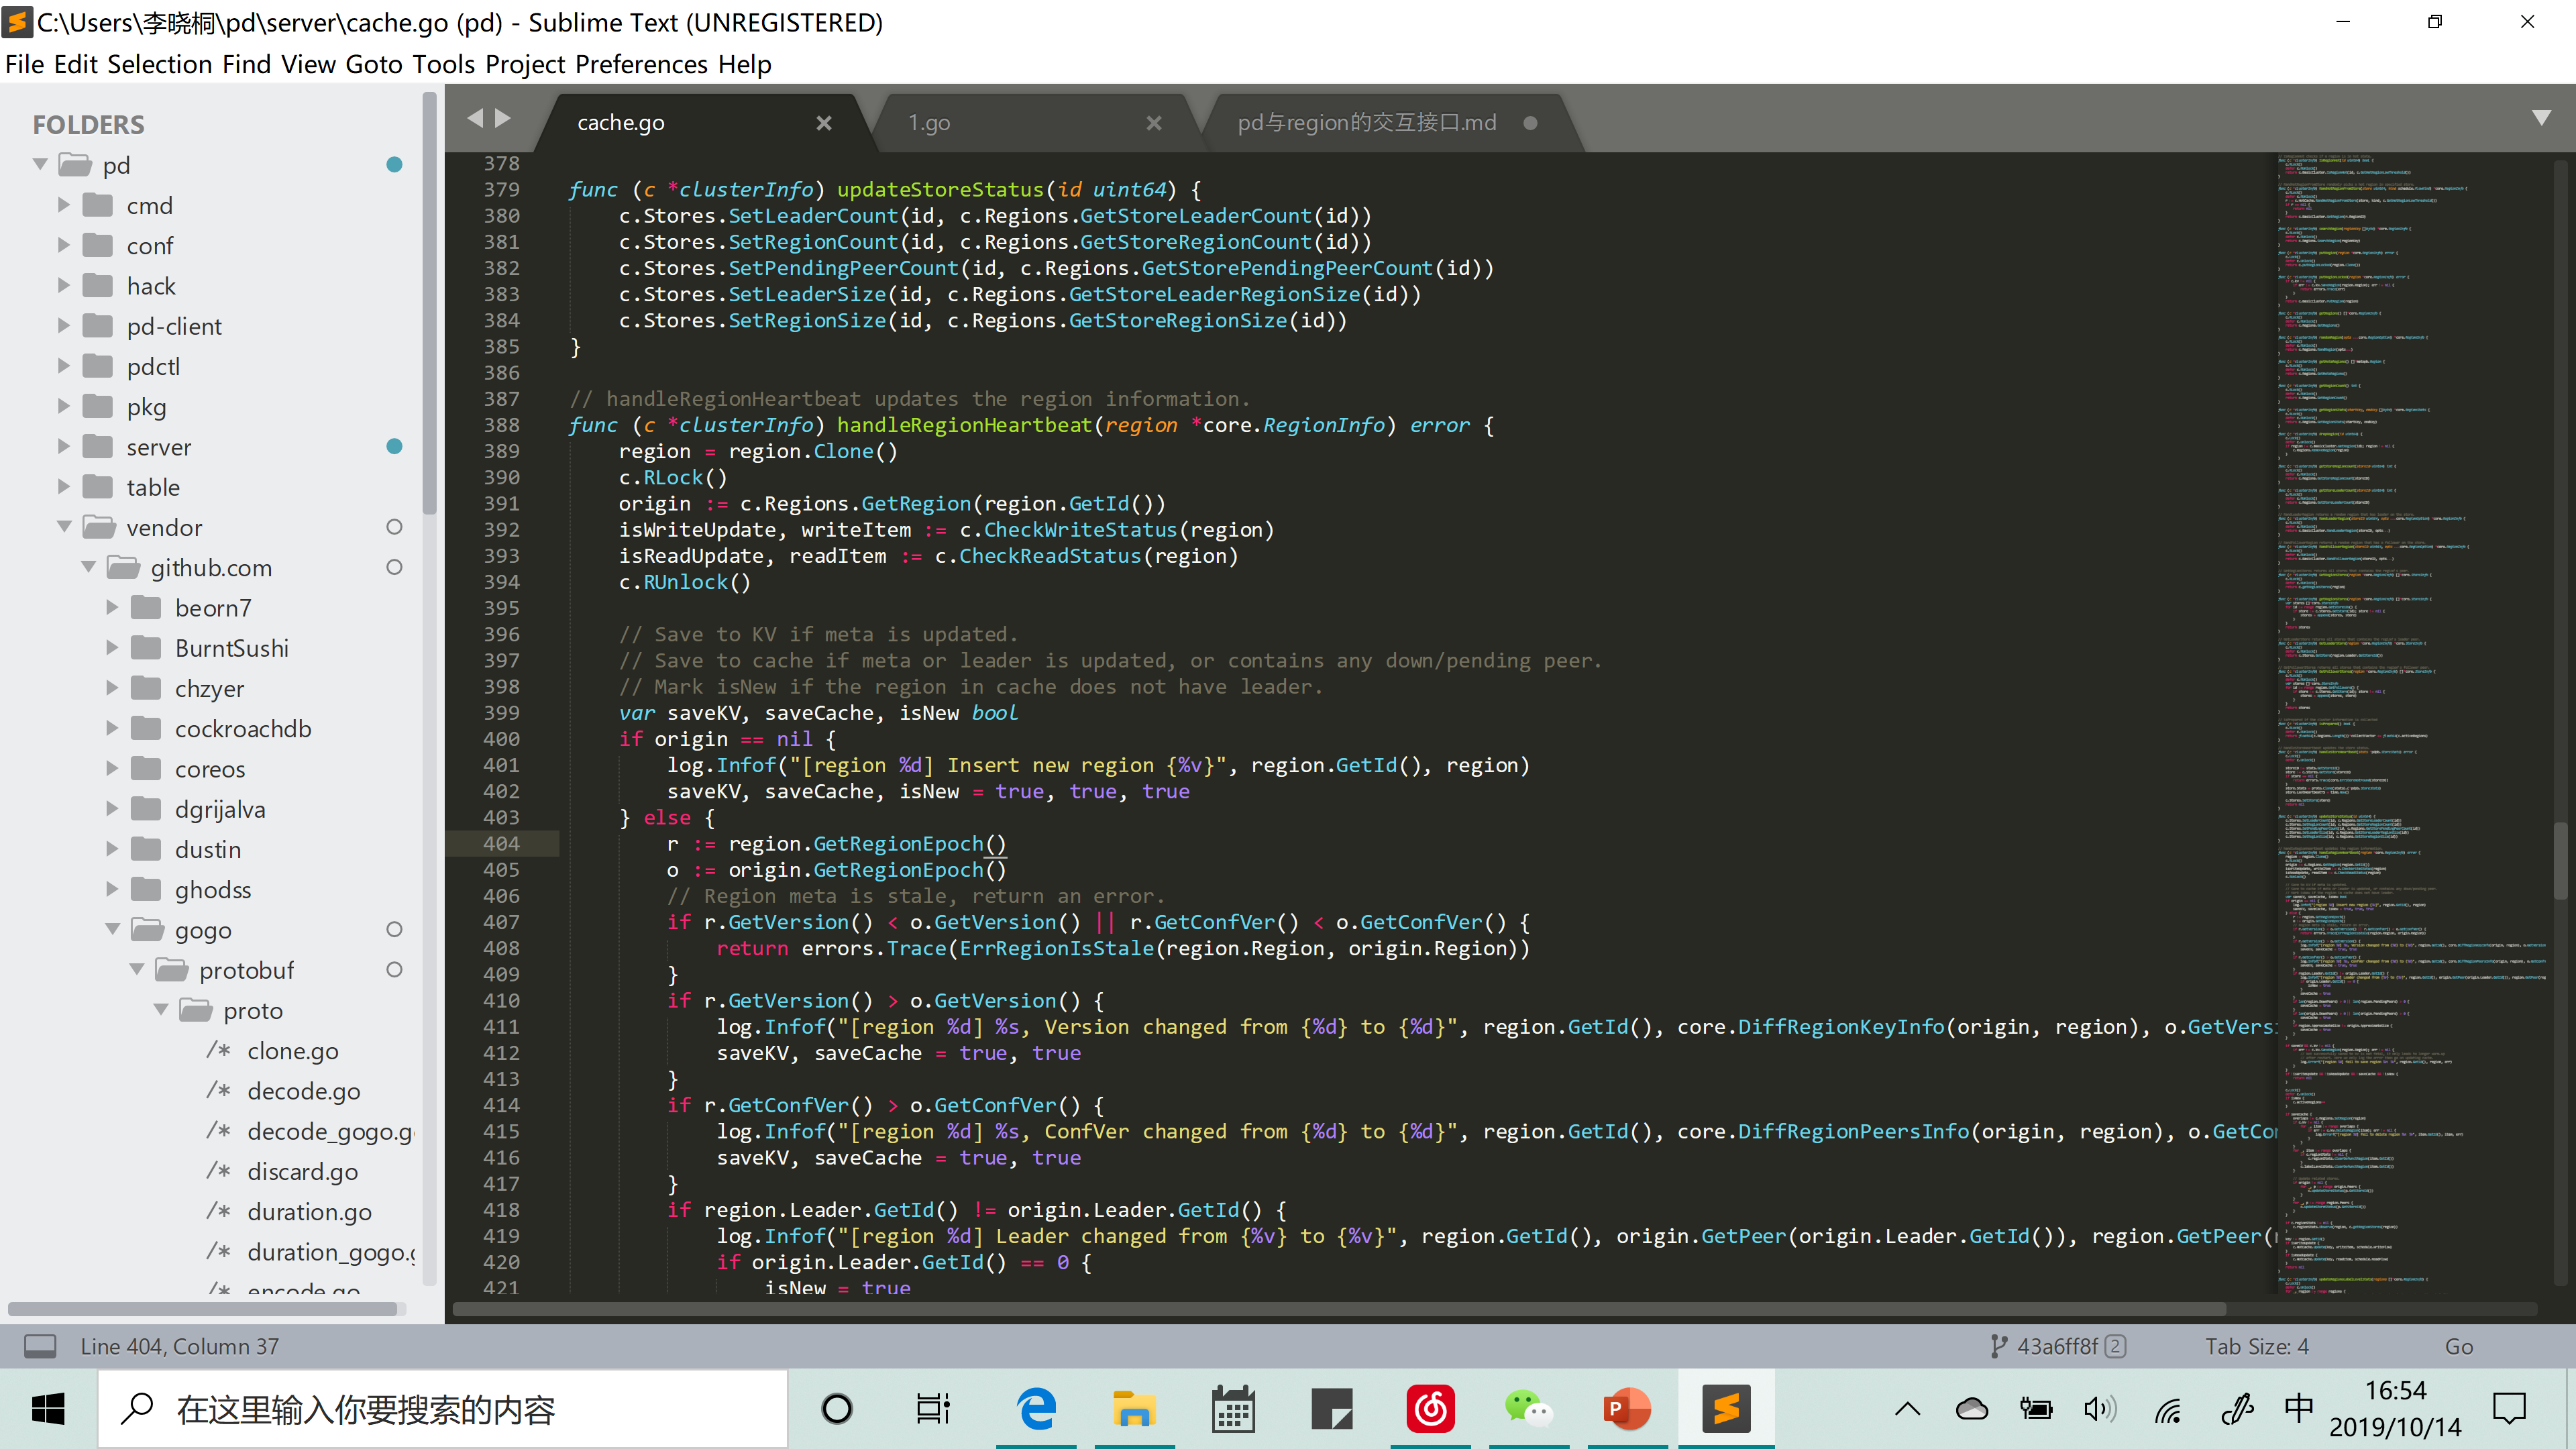 C:\Users\李晓桐\pd\server\cache.go (pd) - Sublime Text (UNREGISTERED)
File Edit Selection Find View Goto Tools Project Preferences Help
FOLDERS
pd
cmd
conf
hack
pd-client
pdctl
pkg
server
table
vendor
github.com
beorn7
BurntSushi
chzyer
cockroachdb
coreos
dgrijalva
dustin
ghodss
gogo
protobuf
proto
/* clone.go
/* decode.go
/* decode_gogo.g
/* discard.go
/* duration.go
/* duration_gogo.
/* encode.go
cache.go
1.go
pd与region的交互接口.md
378
379 func (c *clusterInfo) updateStoreStatus(id uint64) {
380 c.Stores.SetLeaderCount(id, c.Regions.GetStoreLeaderCount(id))
381 c.Stores.SetRegionCount(id, c.Regions.GetStoreRegionCount(id))
382 c.Stores.SetPendingPeerCount(id, c.Regions.GetStorePendingPeerCount(id))
383 c.Stores.SetLeaderSize(id, c.Regions.GetStoreLeaderRegionSize(id))
384 c.Stores.SetRegionSize(id, c.Regions.GetStoreRegionSize(id))
385 }
386
387 // handleRegionHeartbeat updates the region information.
388 func (c *clusterInfo) handleRegionHeartbeat(region *core.RegionInfo) error {
389 region = region.Clone()
390 c.RLock()
391 origin := c.Regions.GetRegion(region.GetId())
392 isWriteUpdate, writeItem := c.CheckWriteStatus(region)
393 isReadUpdate, readItem := c.CheckReadStatus(region)
394 c.RUnlock()
395
396 // Save to KV if meta is updated.
397 // Save to cache if meta or leader is updated, or contains any down/pending peer.
398 // Mark isNew if the region in cache does not have leader.
399 var saveKV, saveCache, isNew bool
400 if origin == nil {
401 log.Infof("[region %d] Insert new region {%v}", region.GetId(), region)
402 saveKV, saveCache, isNew = true, true, true
403 } else {
404 r := region.GetRegionEpoch()
405 o := origin.GetRegionEpoch()
406 // Region meta is stale, return an error.
407 if r.GetVersion() < o.GetVersion() || r.GetConfVer() < o.GetConfVer() {
408 return errors.Trace(ErrRegionIsStale(region.Region, origin.Region))
409 }
410 if r.GetVersion() > o.GetVersion() {
411 log.Infof("[region %d] %s, Version changed from {%d} to {%d}", region.GetId(), core.DiffRegionKeyInfo(origin, region), o.GetVersi
412 saveKV, saveCache = true, true
413 }
414 if r.GetConfVer() > o.GetConfVer() {
415 log.Infof("[region %d] %s, ConfVer changed from {%d} to {%d}", region.GetId(), core.DiffRegionPeersInfo(origin, region), o.GetCon
416 saveKV, saveCache = true, true
417 }
418 if region.Leader.GetId() != origin.Leader.GetId() {
419 log.Infof("[region %d] Leader changed from {%v} to {%v}", region.GetId(), origin.GetPeer(origin.Leader.GetId()), region.GetPeer(
420 if origin.Leader.GetId() == 0 {
421 isNew = true
Line 404, Column 37
43a6ff8f 2
Tab Size: 4
Go
在这里输入你要搜索的内容
中
16:54
2019/10/14